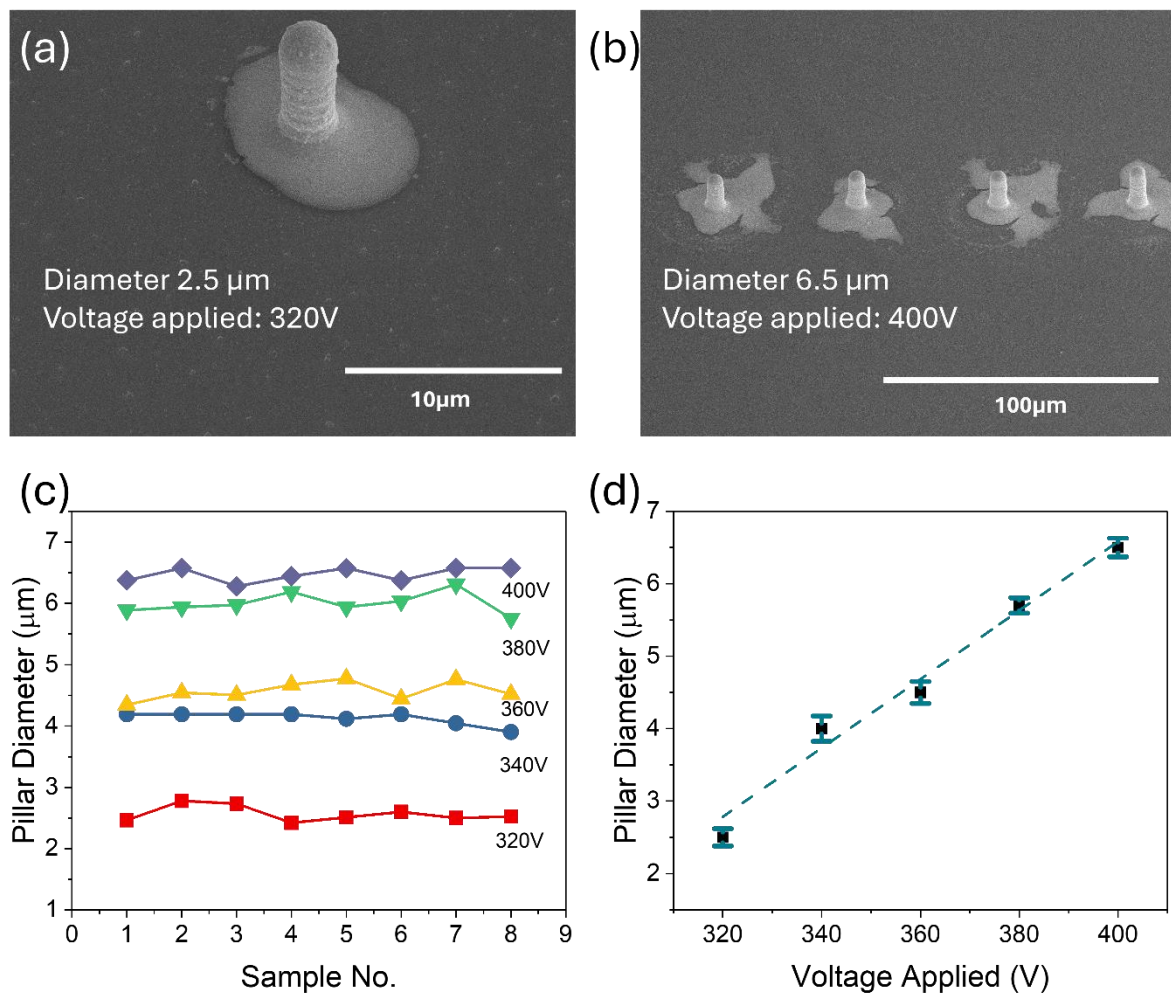 (a)
Diameter 2.5 µm
Voltage applied: 320V
10µm
(b)
Diameter 6.5 µm
Voltage applied: 400V
100µm
(c)
Pillar Diameter (µm)
7
6
5
4
3
2
1
400V
380V
360V
340V
320V
0 1 2 3 4 5 6 7 8 9
Sample No.
(d)
Pillar Diameter (µm)
7
6
5
4
3
2
320 340 360 380 400
Voltage Applied (V)